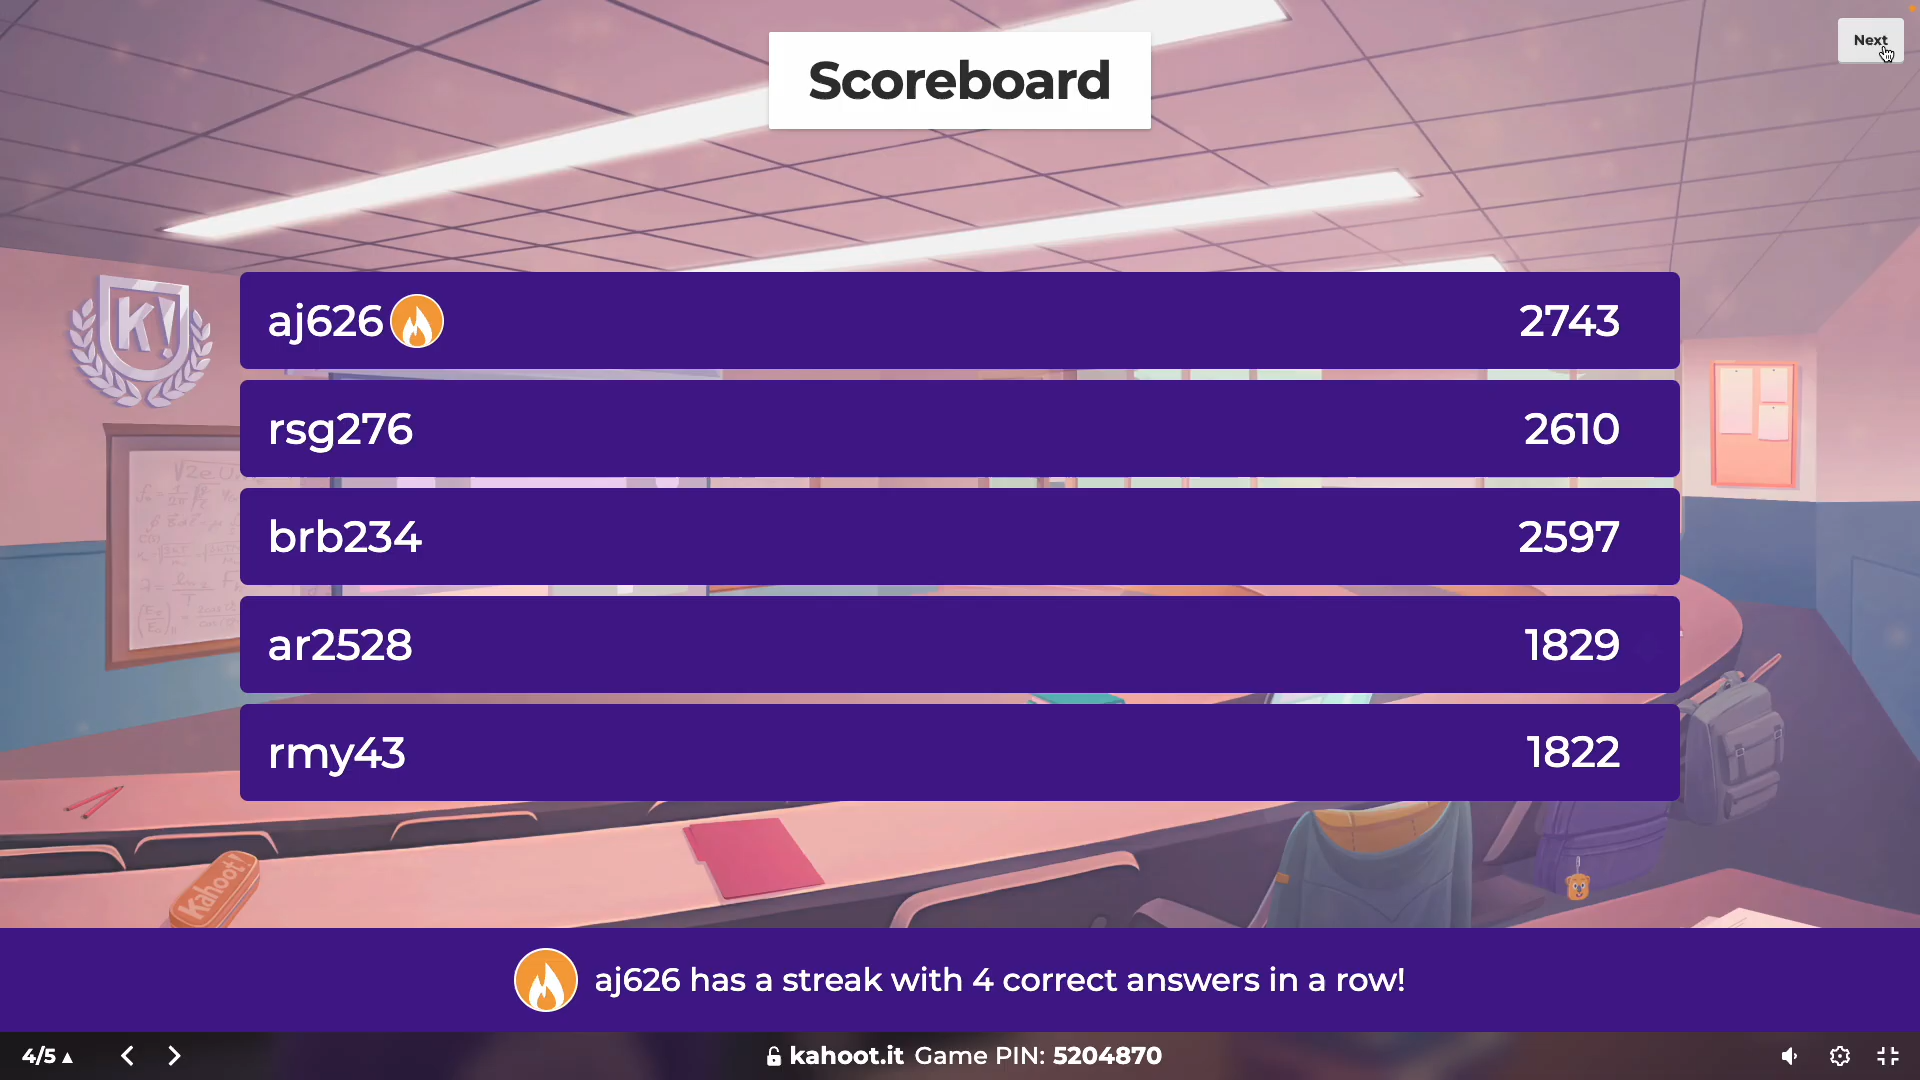 Next
Scoreboard
K!
aj626 2743
rsg276 2610
brb234 2597
ar2528 1829
rmy43 1822
Kahoot!
aj626 has a streak with 4 correct answers in a row!
4/5 kahoot.it Game PIN: 5204870